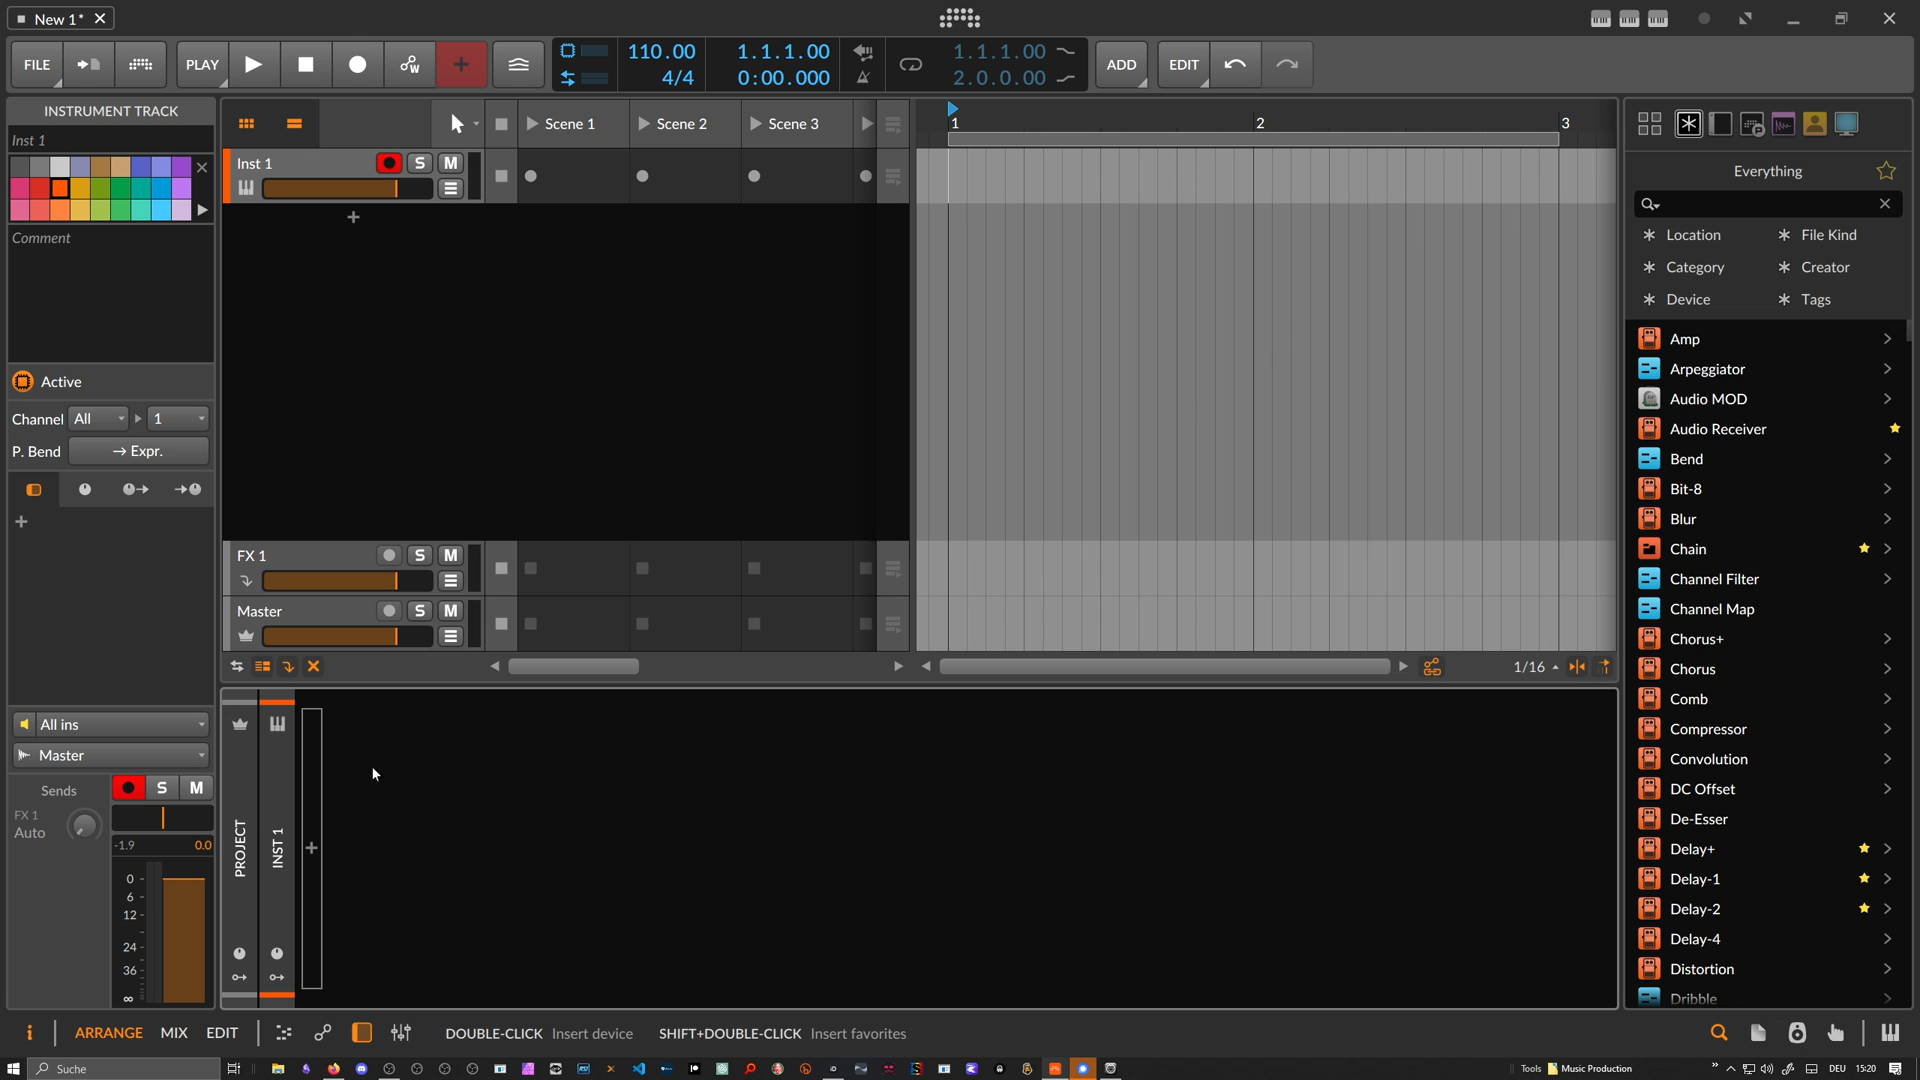 New 1*
FILE
PLAY
110.00
4/4
1.1.1.00
0:00.000
1.1.1.00
2.0.0.00
ADD
EDIT
INSTRUMENT TRACK
Inst 1
Comment
Active
Channel All 1
P. Bend → Expr.
All ins
Master
Sends
S M
FX 1
Auto
-1.9 0.0
0
6
12
24
36
∞
Scene 1
Scene 2
Scene 3
Inst 1
S M
FX 1
S M
Master
S M
1
2
3
1/16
PROJECT
INST 1
Everything
Location
File Kind
Category
Creator
Device
Tags
Amp
Arpeggiator
Audio MOD
Audio Receiver
Bend
Bit-8
Blur
Chain
Channel Filter
Channel Map
Chorus+
Chorus
Comb
Compressor
Convolution
DC Offset
De-Esser
Delay+
Delay-1
Delay-2
Delay-4
Distortion
Dribble
i ARRANGE MIX EDIT
DOUBLE-CLICK Insert device SHIFT+DOUBLE-CLICK Insert favorites
Suche
Tools
Music Production
DEU
15:20